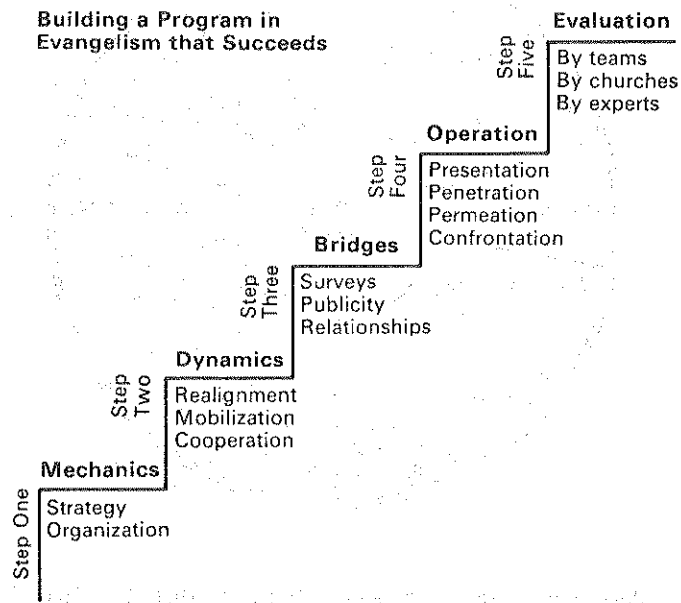 Building a Program in
Evangelism that Succeeds
Evaluation
Step
Five
By teams
By churches
By experts
Operation
Step
Four
Presentation
Penetration
Permeation
Confrontation
Bridges
Step
Three
Surveys
Publicity
Relationships
Dynamics
Step
Two
Realignment
Mobilization
Cooperation
Mechanics
Step One
Strategy
Organization